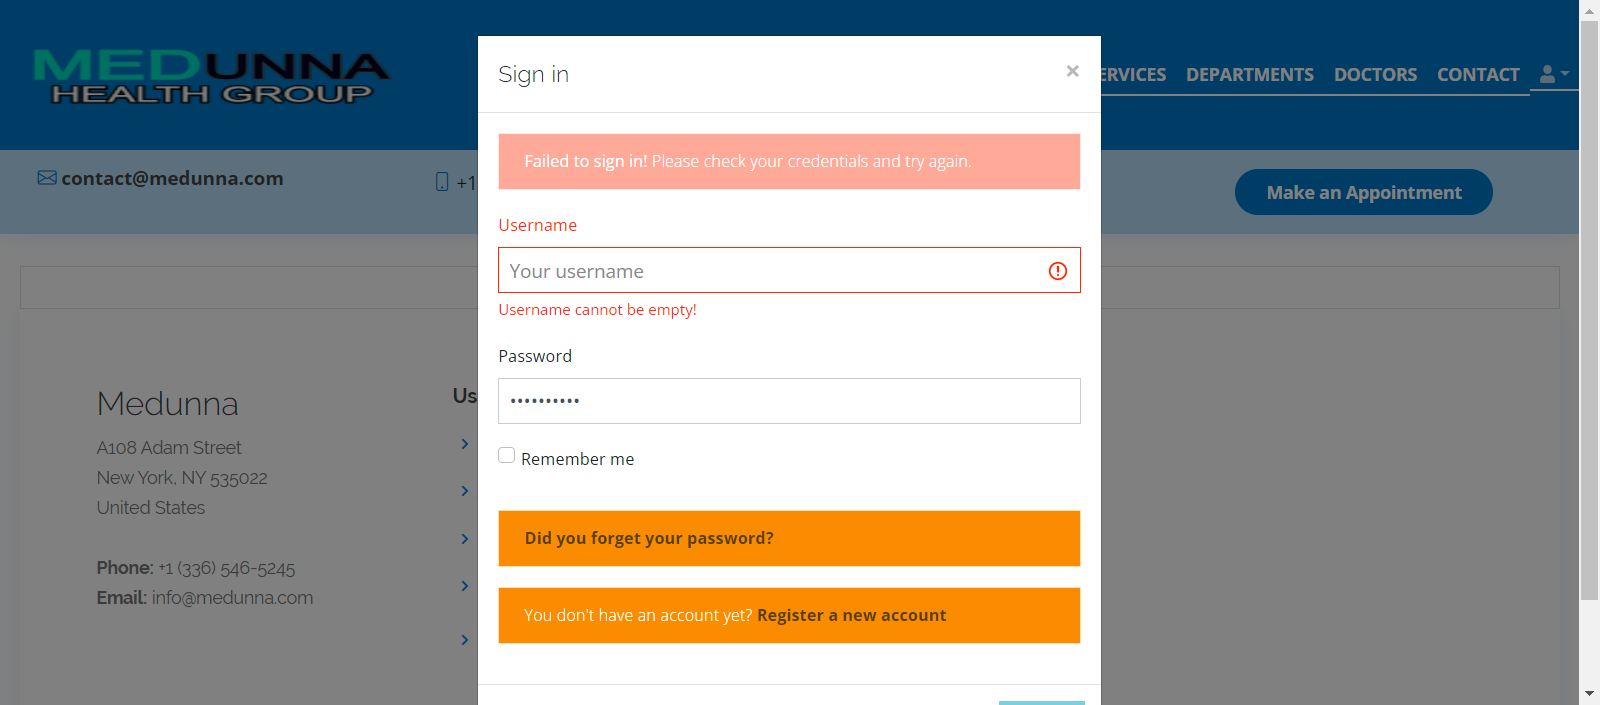 MEDUNNA
HEALTH GROUP
ERVICES DEPARTMENTS DOCTORS CONTACT
contact@medunna.com
+1
Make an Appointment
Sign in
×
Failed to sign in! Please check your credentials and try again.
Username
Your username
Username cannot be empty!
Password
••••••••••
Remember me
Did you forget your password?
You don't have an account yet? Register a new account
Medunna
A108 Adam Street
New York, NY 535022
United States
Phone: +1 (336) 546-5245
Email: info@medunna.com
Us